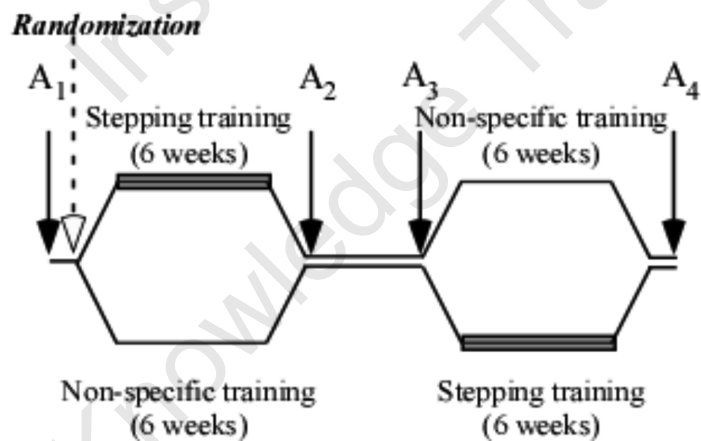 Randomization
A1
A2
A3
A4
Stepping training
(6 weeks)
Non-specific training
(6 weeks)
Non-specific training
(6 weeks)
Stepping training
(6 weeks)
Knowledge